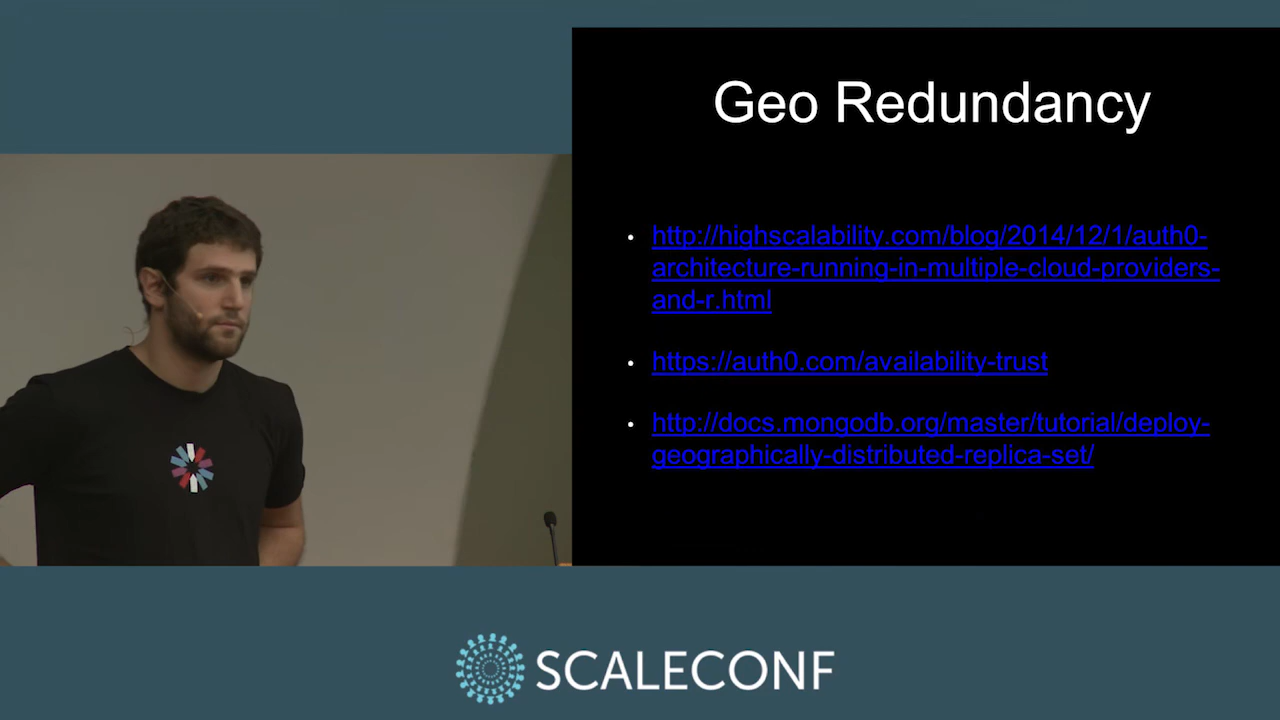 Geo Redundancy
http://highscalability.com/blog/2014/12/1/auth0-
architecture-running-in-multiple-cloud-providers-
and-r.html
https://auth0.com/availability-trust
http://docs.mongodb.org/master/tutorial/deploy-
geographically-distributed-replica-set/
SCALECONF